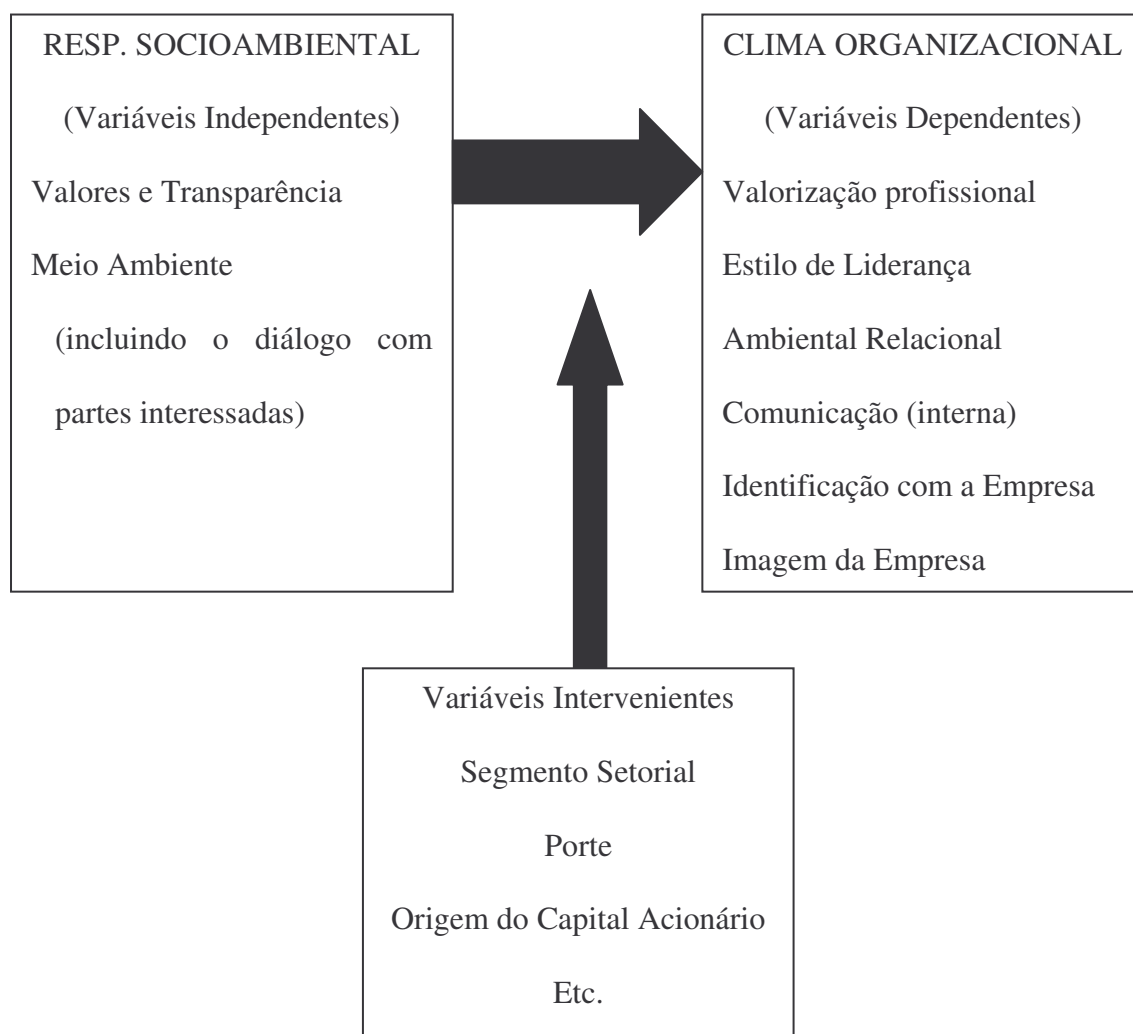 RESP. SOCIOAMBIENTAL
(Variáveis Independentes)
Valores e Transparência
Meio Ambiente
(incluindo o diálogo com
partes interessadas)
CLIMA ORGANIZACIONAL
(Variáveis Dependentes)
Valorização profissional
Estilo de Liderança
Ambiental Relacional
Comunicação (interna)
Identificação com a Empresa
Imagem da Empresa
Variáveis Intervenientes
Segmento Setorial
Porte
Origem do Capital Acionário
Etc.